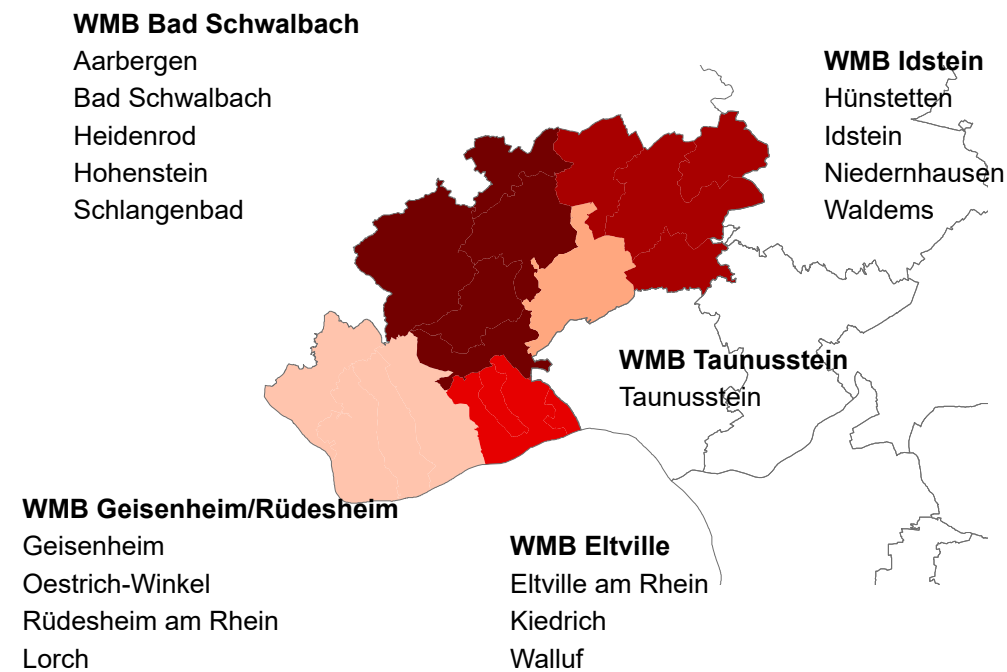 WMB Bad Schwalbach
Aarbergen
Bad Schwalbach
Heidenrod
Hohenstein
Schlangenbad
WMB Idstein
Hünstetten
Idstein
Niedernhausen
Waldems
WMB Taunusstein
Taunusstein
WMB Geisenheim/Rüdesheim
Geisenheim
Oestrich-Winkel
Rüdesheim am Rhein
Lorch
WMB Eltville
Eltville am Rhein
Kiedrich
Walluf